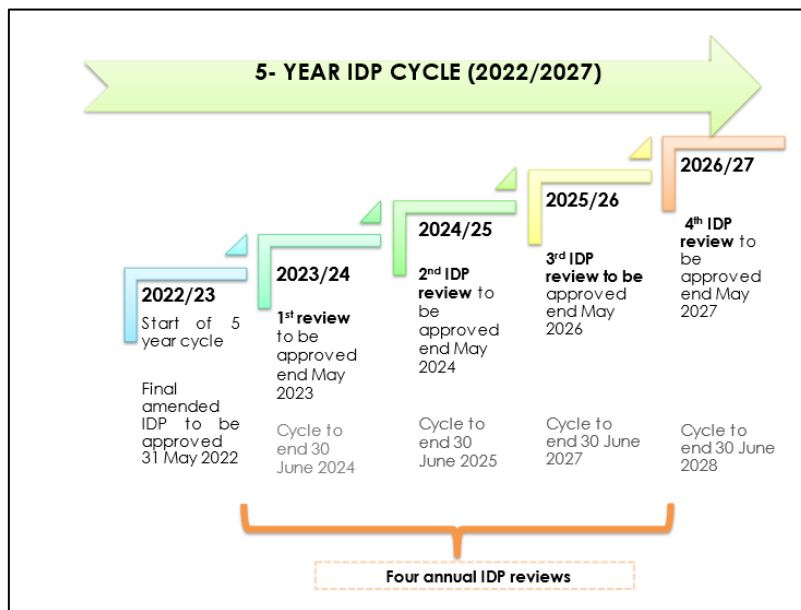 5- YEAR IDP CYCLE (2022/2027)
2022/23
Start of 5
year cycle
Final
amended
IDP to be
approved
31 May 2022
2023/24
1st review
to be
approved
end May
2023
Cycle to
end 30
June 2024
2024/25
2nd IDP
review to
be
approved
end May
2024
Cycle to
end 30
June 2025
2025/26
3rd IDP
review to be
approved
end May
2026
Cycle to
end 30 June
2027
2026/27
4th IDP
review to
be
approved
end May
2027
Cycle to
end 30 June
2028
Four annual IDP reviews